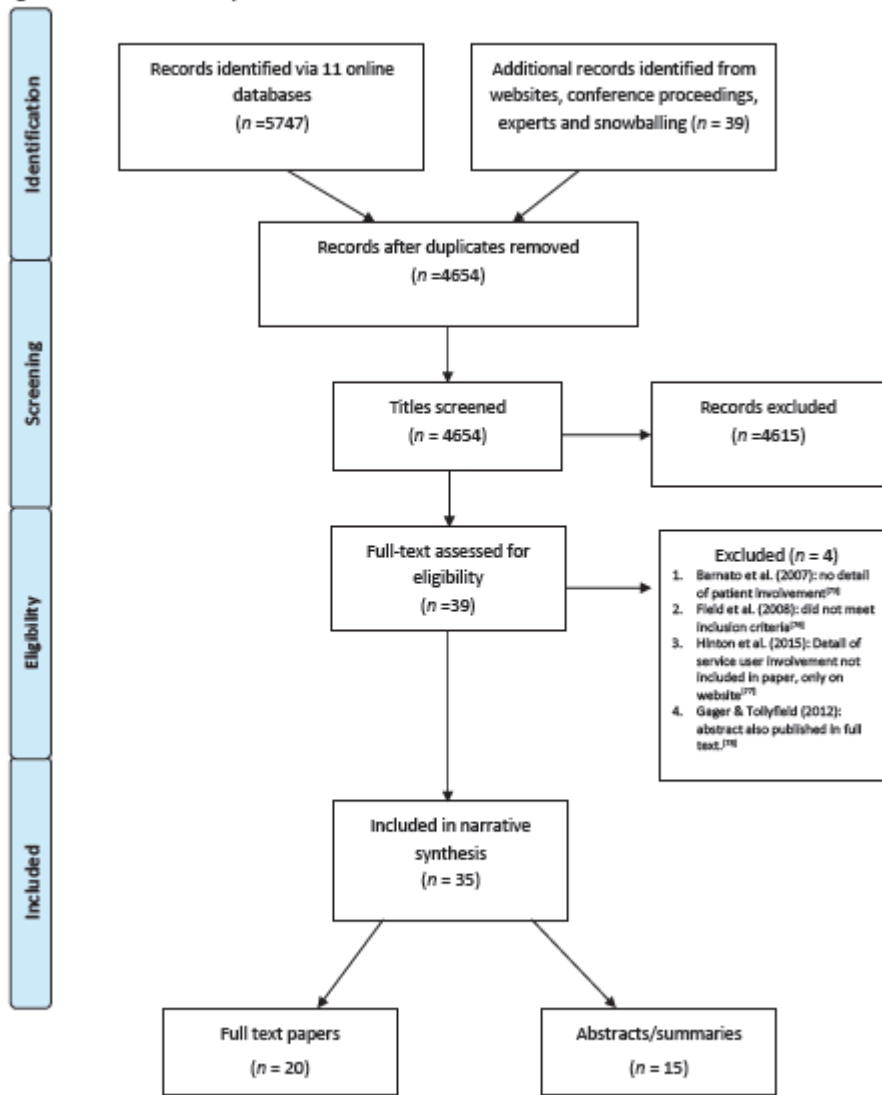 Identification
Records identified via 11 online
databases
(n =5747)
Additional records identified from
websites, conference proceedings,
experts and snowballing (n = 39)
Records after duplicates removed
(n =4654)
Screening
Titles screened
(n = 4654)
Records excluded
(n =4615)
Eligibility
Full-text assessed for
eligibility
(n =39)
Excluded (n = 4)
1. Barnato et al. (2007): no detail
of patient involvement
2. Field et al. (2008): did not meet
inclusion criteria
3. Hinton et al. (2015): Detail of
service user involvement not
included in paper, only on
website[77]
4. Gager & Tollyfield (2012):
abstract also published in full
text.
Included
Included in narrative
synthesis
(n = 35)
Full text papers
(n = 20)
Abstracts/summaries
(n = 15)